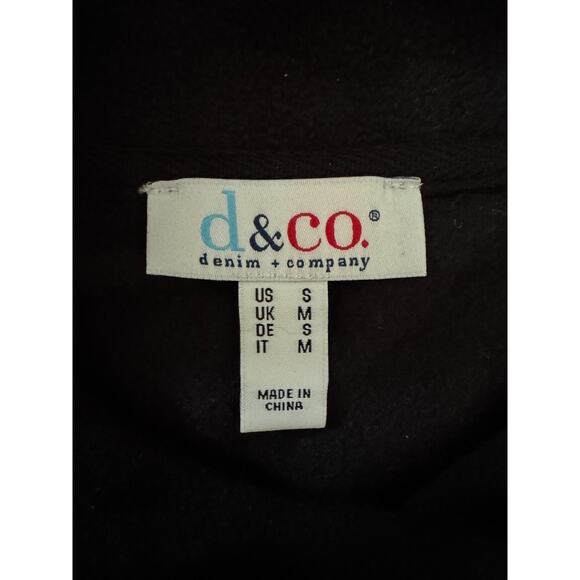 d&co.®
denim + company
US S
UK M
DE S
IT M
MADE IN
CHINA